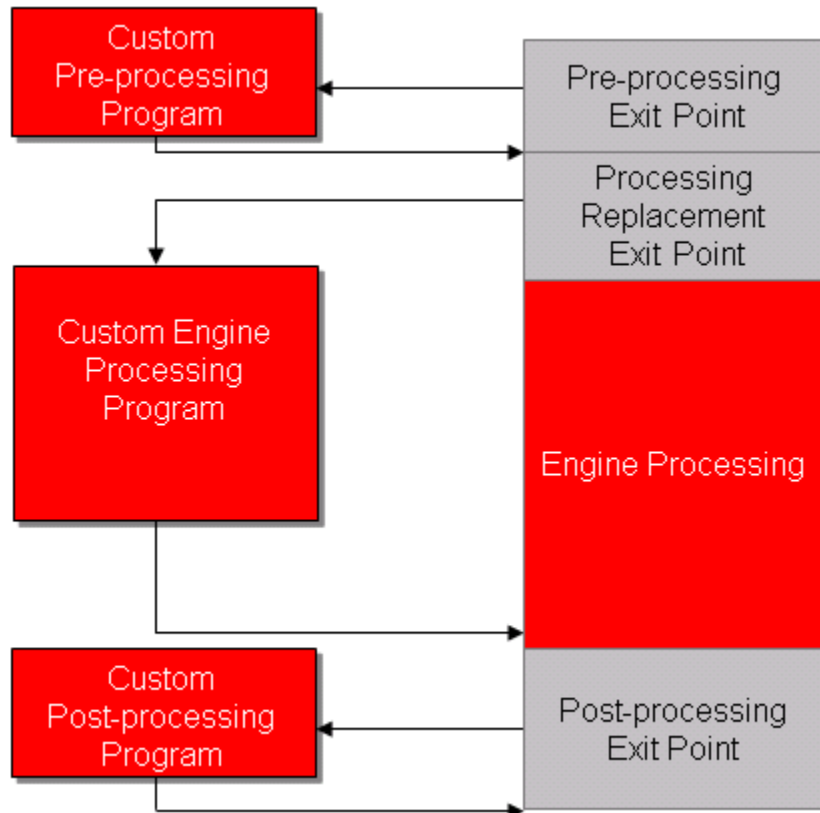 Custom
Pre-processing
Program
Pre-processing
Exit Point
Processing
Replacement
Exit Point
Custom Engine
Processing
Program
Engine Processing
Custom
Post-processing
Program
Post-processing
Exit Point